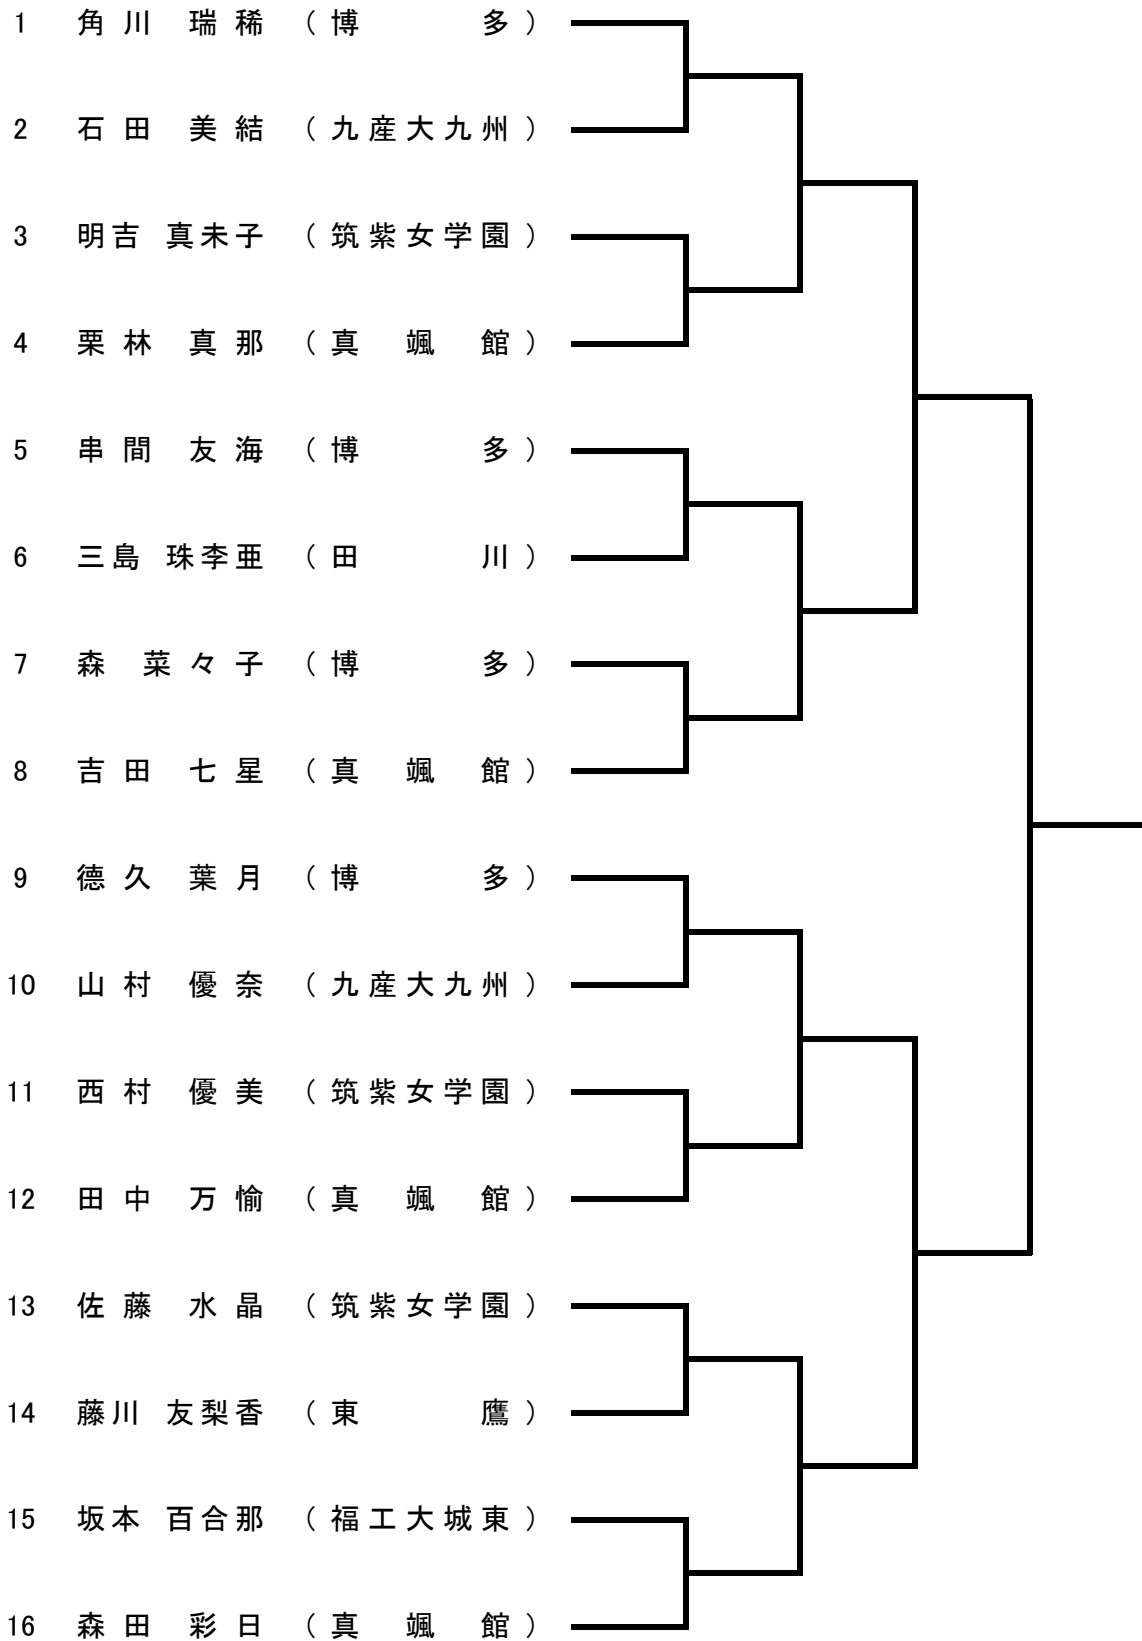 1 角川 瑞稀 （博多）
2 石田 美結 （九産大九州）
3 明吉 真未子 （筑紫女学園）
4 栗林 真那 （真颯館）
5 串間 友海 （博多）
6 三島 珠李亜 （田川）
7 森 菜々子 （博多）
8 吉田 七星 （真颯館）
9 德久 葉月 （博多）
10 山村 優奈 （九産大九州）
11 西村 優美 （筑紫女学園）
12 田中 万愉 （真颯館）
13 佐藤 水晶 （筑紫女学園）
14 藤川 友梨香 （東鷹）
15 坂本 百合那 （福工大城東）
16 森田 彩日 （真颯館）